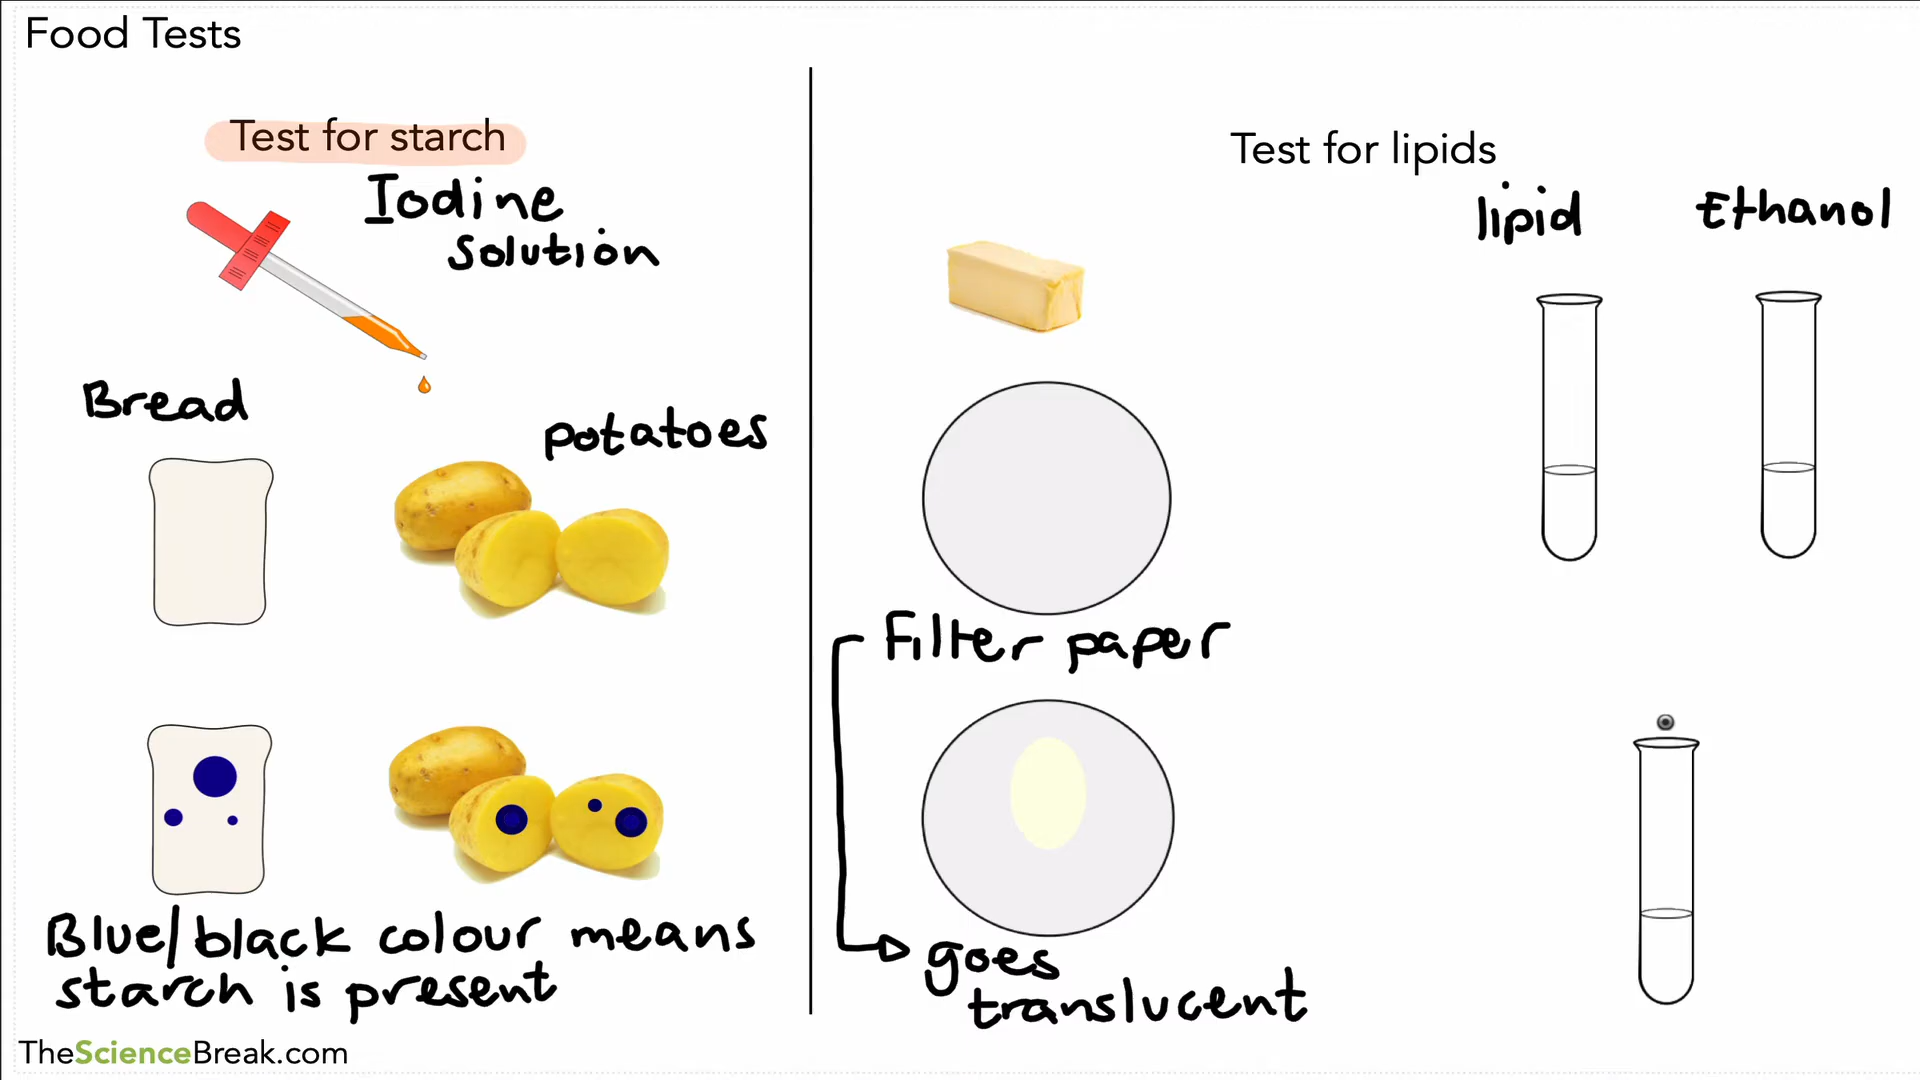 Food Tests
Test for starch
Iodine
solution
Bread
potatoes
Blue/black colour means
starch is present
Test for lipids
lipid
Ethanol
Filter paper
goes
translucent
TheScienceBreak.com